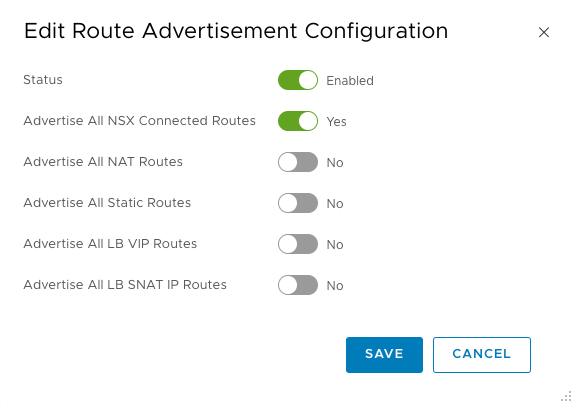 Edit Route Advertisement Configuration
Status Enabled
Advertise All NSX Connected Routes Yes
Advertise All NAT Routes No
Advertise All Static Routes No
Advertise All LB VIP Routes No
Advertise All LB SNAT IP Routes No
SAVE CANCEL